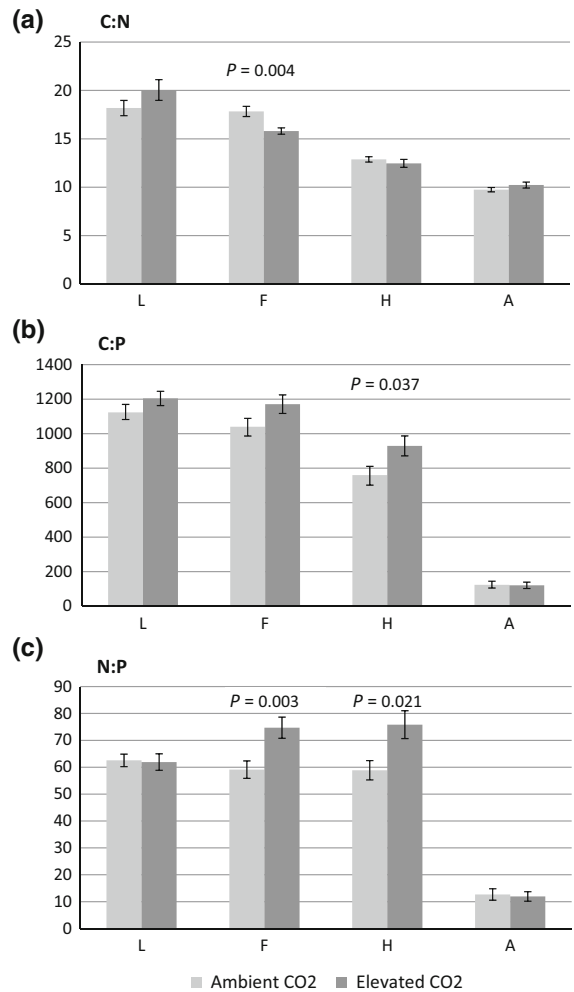 (a) C:N
25
20
15
10
5
0
P = 0.004
L F H A
(b) C:P
1400
1200
1000
800
600
400
200
0
P = 0.037
L F H A
(c) N:P
90
80
70
60
50
40
30
20
10
0
P = 0.003 P = 0.021
L F H A
Ambient CO2 Elevated CO2